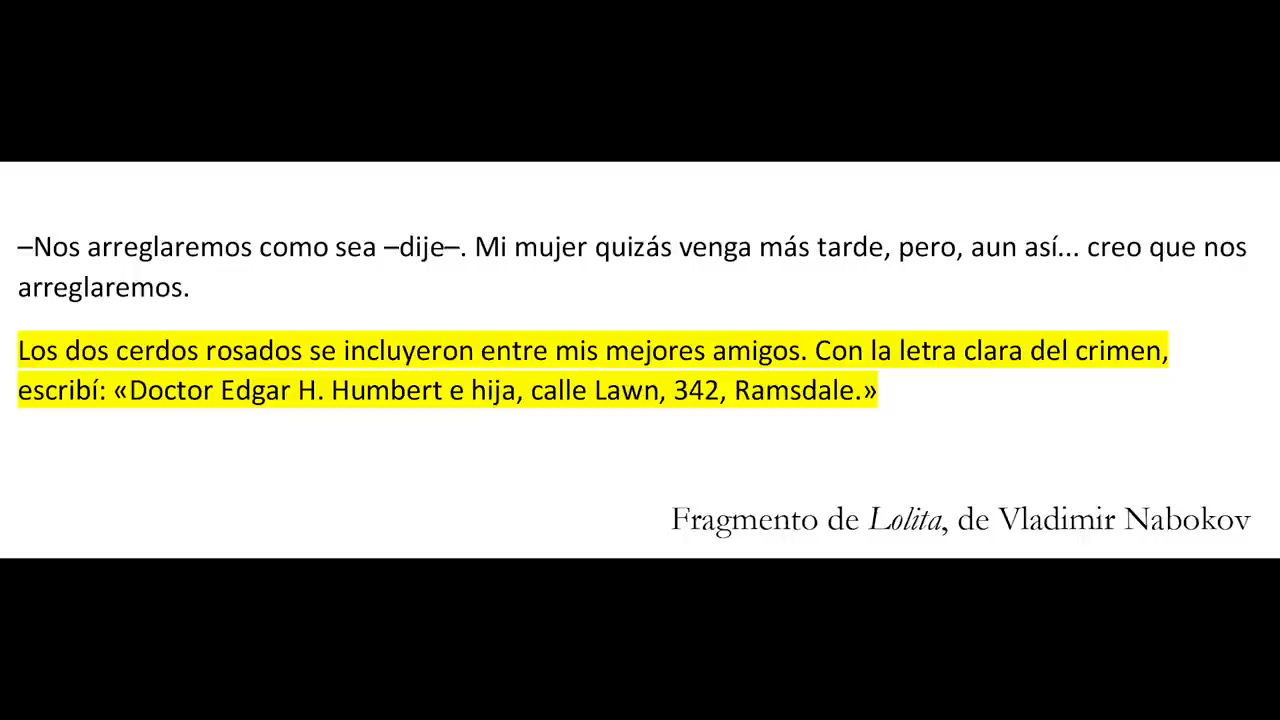 –Nos arreglaremos como sea –dije–. Mi mujer quizás venga más tarde, pero, aun así... creo que nos
arreglaremos.
Los dos cerdos rosados se incluyeron entre mis mejores amigos. Con la letra clara del crimen,
escribí: «Doctor Edgar H. Humbert e hija, calle Lawn, 342, Ramsdale.»
Fragmento de Lolita, de Vladimir Nabokov